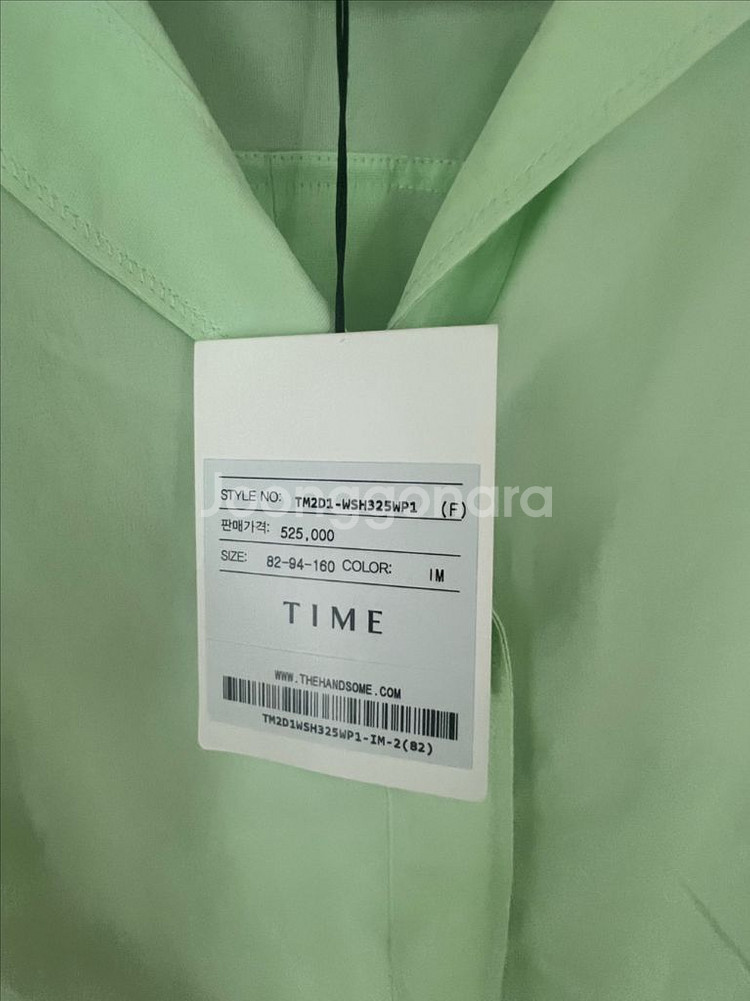 Joonggonara
STYLE NO: TM2D1-WSH325WP1 (F)
판매가격: 525,000
SIZE: 82-94-160 COLOR: IM
TIME
WWW.THEHANDSOME.COM
TM2D1WSH325WP1-IM-2(82)